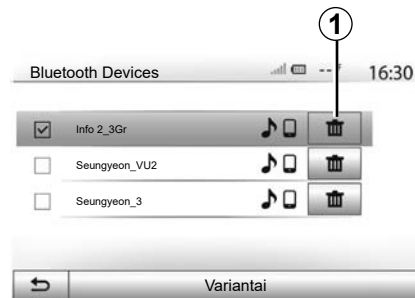 1
Bluetooth Devices -- ° 16:30
Info 2_3Gr
Seungyeon_VU2
Seungyeon_3
Variantai